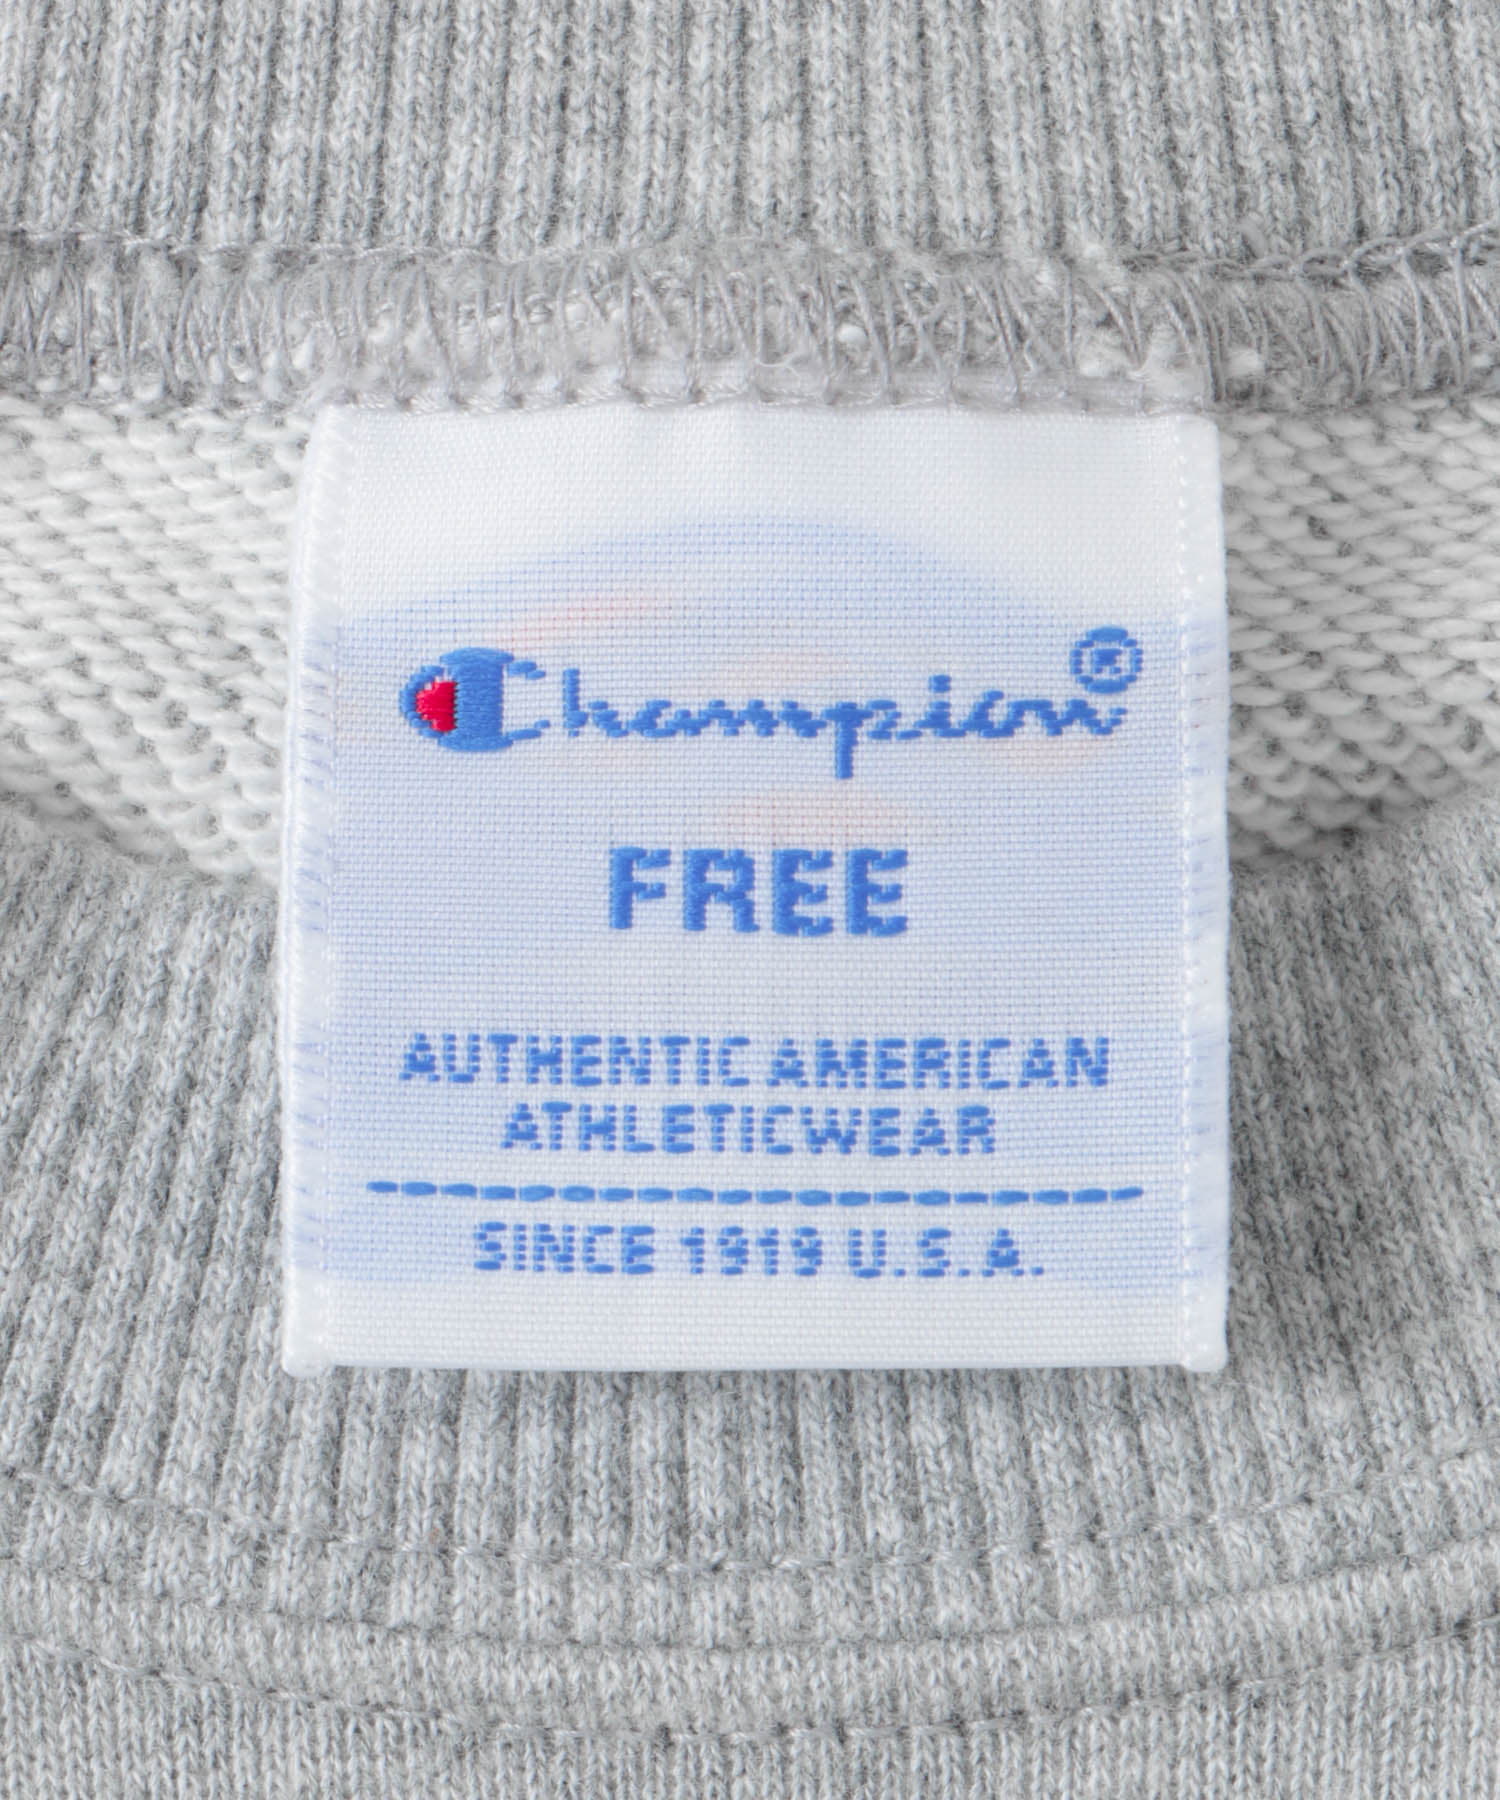 Champion®
FREE
AUTHENTIC AMERICAN
ATHLETICWEAR
SINCE 1919 U.S.A.